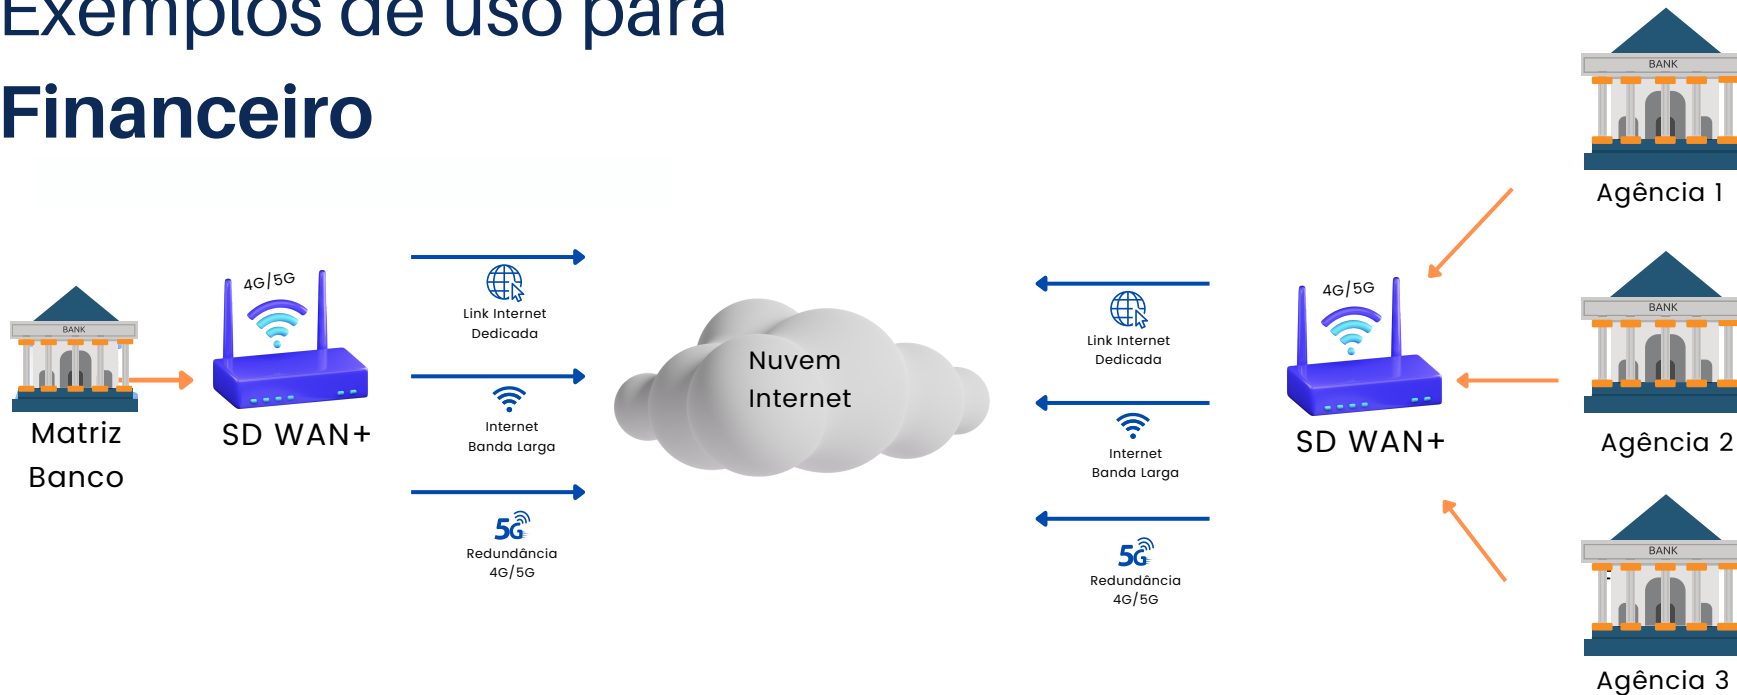 Exemplos de uso para
Financeiro
BANK
Matriz
Banco
4G/5G
SD WAN+
Link Internet
Dedicada
Internet
Banda Larga
5G
Redundância
4G/5G
Nuvem
Internet
Link Internet
Dedicada
Internet
Banda Larga
5G
Redundância
4G/5G
4G/5G
SD WAN+
BANK
Agência 1
BANK
Agência 2
BANK
Agência 3